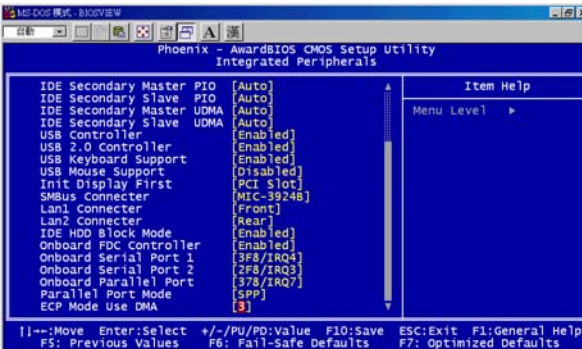 MS-DOS 模式 - BIOSVIEW
自動
A 漢
Phoenix - AwardBIOS CMOS Setup Utility
Integrated Peripherals
IDE Secondary Master PIO [Auto]
IDE Secondary Slave PIO [Auto]
IDE Secondary Master UDMA [Auto]
IDE Secondary Slave UDMA [Auto]
USB Controller [Enabled]
USB 2.0 Controller [Enabled]
USB Keyboard Support [Enabled]
USB Mouse Support [Disabled]
Init Display First [PCI Slot]
SMBus Connecter [MIC-3924B]
Lan1 Connecter [Front]
Lan2 Connecter [Rear]
IDE HDD Block Mode [Enabled]
Onboard FDC Controller [Enabled]
Onboard Serial Port 1 [3F8/IRQ4]
Onboard Serial Port 2 [2F8/IRQ3]
Onboard Parallel Port [378/IRQ7]
Parallel Port Mode [SPP]
ECP Mode Use DMA [3]
Item Help
Menu Level ►
↑↓→←:Move Enter:Select +/-/PU/PD:Value F10:Save ESC:Exit F1:General Help
F5: Previous Values F6: Fail-Safe Defaults F7: Optimized Defaults